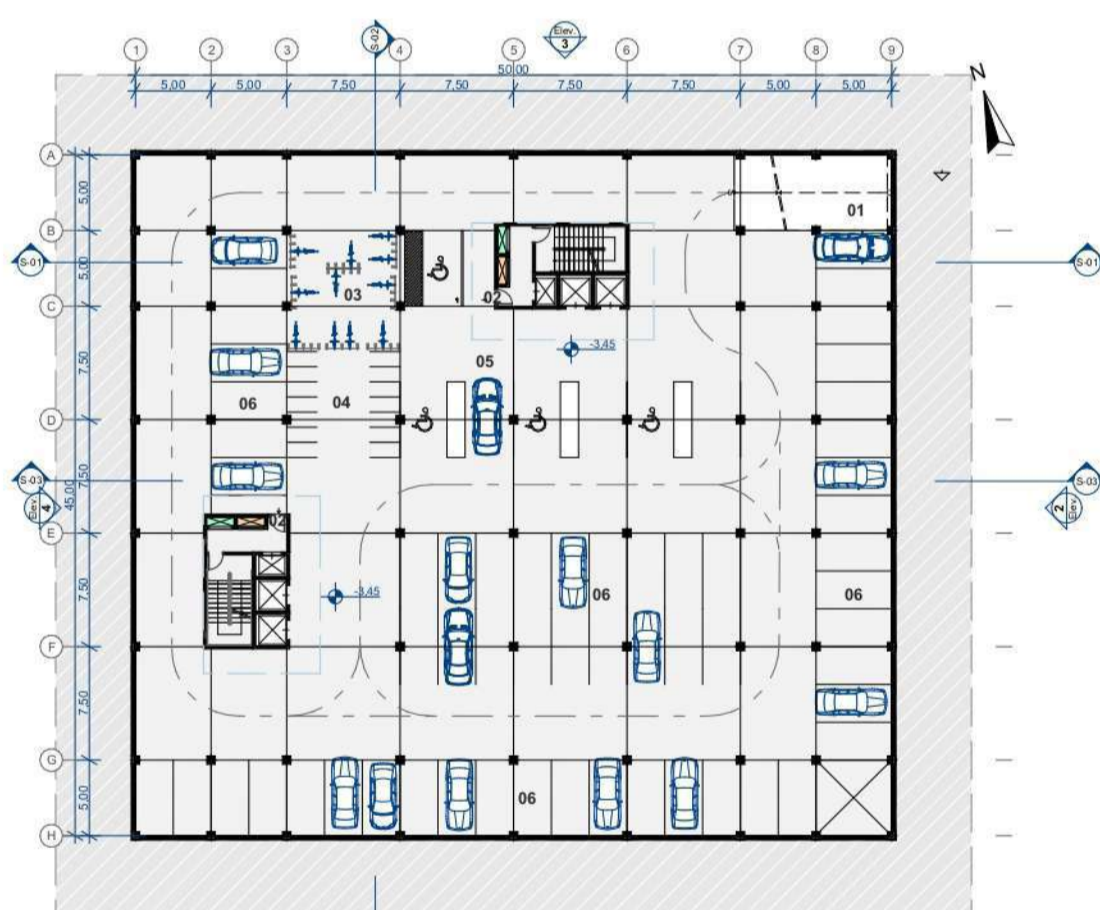 Elev.
3
S-02
1 2 3 4 5 6 7 8 9
50,00
5,00 5,00 7,50 7,50 7,50 7,50 5,00 5,00
N
A
5,00
01
B
S-01 S-01
5,00
03
02
C
-3,45
05
7,50
06 04
D
7,50
S-03 S-03
45,00
Elev.
4
Elev.
2
02
E
7,50
-3,45
06 06
F
7,50
G
5,00
06
H